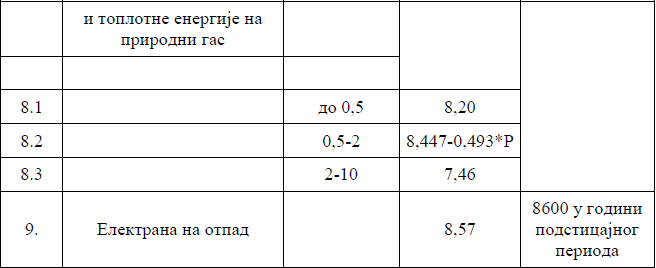 и топлотне енергије на
природни гас
8.1 до 0,5 8,20
8.2 0,5-2 8,447-0,493*P
8.3 2-10 7,46
9. Електрана на отпад 8,57 8600 у години
подстицајног
периода